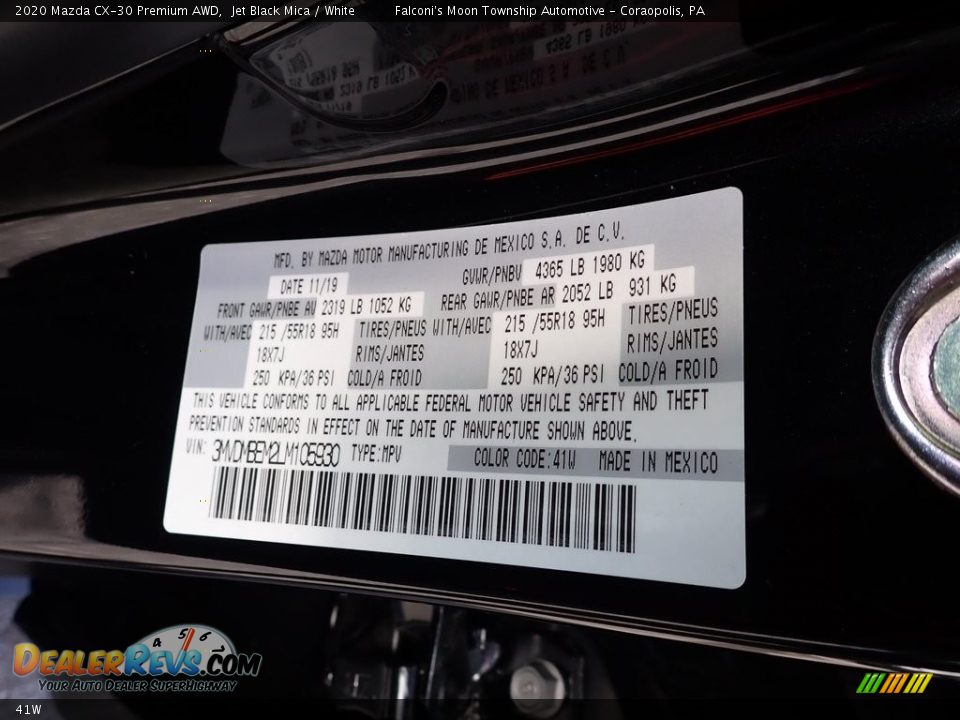 2020 Mazda CX-30 Premium AWD, Jet Black Mica / White Falconi's Moon Township Automotive - Coraopolis, PA
MFD. BY MAZDA MOTOR MANUFACTURING DE MEXICO S.A. DE C.V.
DATE 11/19 GVWR/PNBV 4365 LB 1980 KG
FRONT GAWR/PNBE AV 2319 LB 1052 KG REAR GAWR/PNBE AR 2052 LB 931 KG
WITH/AVEC 215 /55R18 95H TIRES/PNEUS WITH/AVEC 215 /55R18 95H TIRES/PNEUS
18X7J RIMS/JANTES 18X7J RIMS/JANTES
250 KPA/36 PSI COLD/A FROID 250 KPA/36 PSI COLD/A FROID
THIS VEHICLE CONFORMS TO ALL APPLICABLE FEDERAL MOTOR VEHICLE SAFETY AND THEFT
PREVENTION STANDARDS IN EFFECT ON THE DATE OF MANUFACTURE SHOWN ABOVE.
VIN: 3MVDMBEM2LM105930 TYPE:MPV COLOR CODE:41W MADE IN MEXICO
4 5 6
DEALERREVS.COM
YOUR AUTO DEALER SUPERHIGHWAY
41W